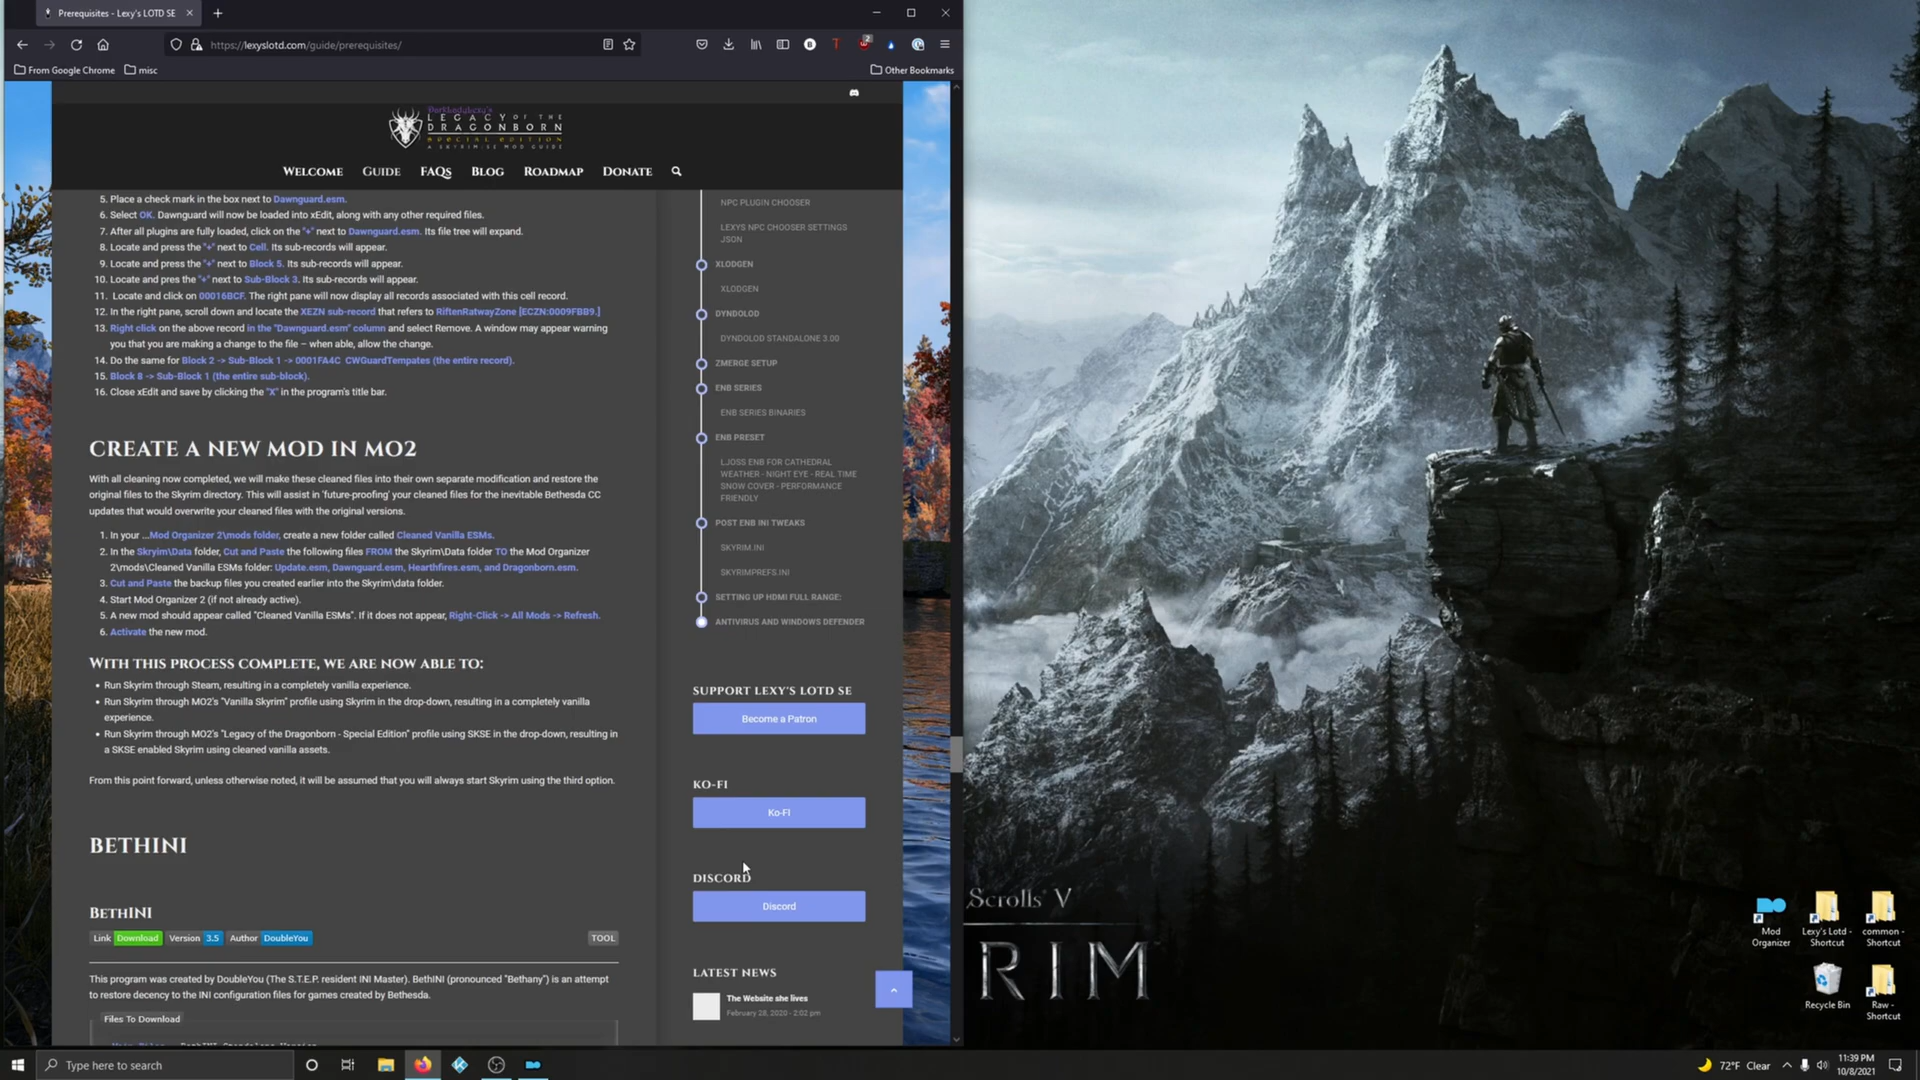 Prerequisites - Lexy's LOTD SE
https://lexyslotd.com/guide/prerequisites/
2
From Google Chrome
misc
Other Bookmarks
DarkladyLexy's
LEGACY OF THE
DRAGONBORN
SPECIAL EDITION
A SKYRIM:SE MOD GUIDE
WELCOME
GUIDE
FAQS
BLOG
ROADMAP
DONATE
5. Place a check mark in the box next to Dawnguard.esm.
6. Select OK. Dawnguard will now be loaded into xEdit, along with any other required files.
7. After all plugins are fully loaded, click on the "+" next to Dawnguard.esm. Its file tree will expand.
8. Locate and press the "+" next to Cell. Its sub-records will appear.
9. Locate and press the "+" next to Block 5. Its sub-records will appear.
10. Locate and pres the "+" next to Sub-Block 3. Its sub-records will appear.
11. Locate and click on 00016BCF. The right pane will now display all records associated with this cell record.
12. In the right pane, scroll down and locate the XEZN sub-record that refers to RiftenRatwayZone [ECZN:0009FBB9.]
13. Right click on the above record in the "Dawnguard.esm" column and select Remove. A window may appear warning
you that you are making a change to the file – when able, allow the change.
14. Do the same for Block 2 -> Sub-Block 1 -> 0001FA4C CWGuardTempates (the entire record).
15. Block 8 -> Sub-Block 1 (the entire sub-block).
16. Close xEdit and save by clicking the "X" in the program's title bar.
CREATE A NEW MOD IN MO2
With all cleaning now completed, we will make these cleaned files into their own separate modification and restore the
original files to the Skyrim directory. This will assist in 'future-proofing' your cleaned files for the inevitable Bethesda CC
updates that would overwrite your cleaned files with the original versions.
1. In your ...Mod Organizer 2\mods folder, create a new folder called Cleaned Vanilla ESMs.
2. In the Skryim\Data folder, Cut and Paste the following files FROM the Skyrim\Data folder TO the Mod Organizer
2\mods\Cleaned Vanilla ESMs folder: Update.esm, Dawnguard.esm, Hearthfires.esm, and Dragonborn.esm.
3. Cut and Paste the backup files you created earlier into the Skyrim\data folder.
4. Start Mod Organizer 2 (if not already active).
5. A new mod should appear called "Cleaned Vanilla ESMs". If it does not appear, Right-Click -> All Mods -> Refresh.
6. Activate the new mod.
WITH THIS PROCESS COMPLETE, WE ARE NOW ABLE TO:
• Run Skyrim through Steam, resulting in a completely vanilla experience.
• Run Skyrim through MO2's "Vanilla Skyrim" profile using Skyrim in the drop-down, resulting in a completely vanilla
experience.
• Run Skyrim through MO2's "Legacy of the Dragonborn - Special Edition" profile using SKSE in the drop-down, resulting in
a SKSE enabled Skyrim using cleaned vanilla assets.
From this point forward, unless otherwise noted, it will be assumed that you will always start Skyrim using the third option.
BETHINI
BETHINI
Link Download Version 3.5 Author DoubleYou
TOOL
This program was created by DoubleYou (The S.T.E.P. resident INI Master). BethINI (pronounced "Bethany") is an attempt
to restore decency to the INI configuration files for games created by Bethesda.
Files To Download
NPC PLUGIN CHOOSER
LEXYS NPC CHOOSER SETTINGS
JSON
XLODGEN
XLODGEN
DYNDOLOD
DYNDOLOD STANDALONE 3.00
ZMERGE SETUP
ENB SERIES
ENB SERIES BINARIES
ENB PRESET
LJOSS ENB FOR CATHEDRAL
WEATHER - NIGHT EYE - REAL TIME
SNOW COVER - PERFORMANCE
FRIENDLY
POST ENB INI TWEAKS
SKYRIM.INI
SKYRIMPREFS.INI
SETTING UP HDMI FULL RANGE:
ANTIVIRUS AND WINDOWS DEFENDER
SUPPORT LEXY'S LOTD SE
Become a Patron
KO-FI
Ko-FI
DISCORD
Discord
LATEST NEWS
The Website she lives
February 28, 2020 - 2:02 pm
Scrolls V
RIM
Mod
Organizer
Lexy's Lotd -
Shortcut
common -
Shortcut
Recycle Bin
Raw -
Shortcut
Type here to search
72°F Clear
11:39 PM
10/8/2021